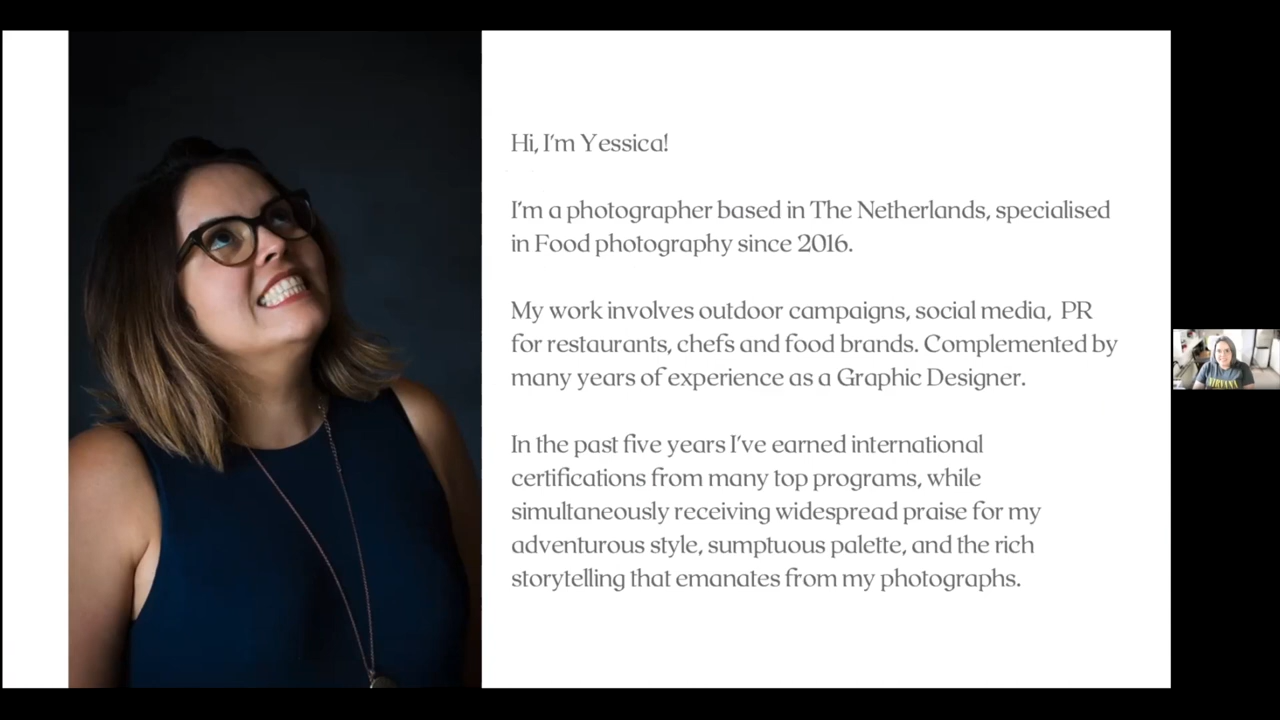 Hi, I'm Yessica!
I'm a photographer based in The Netherlands, specialised
in Food photography since 2016.
My work involves outdoor campaigns, social media,  PR
for restaurants, chefs and food brands. Complemented by
many years of experience as a Graphic Designer.
In the past five years I've earned international
certifications from many top programs, while
simultaneously receiving widespread praise for my
adventurous style, sumptuous palette, and the rich
storytelling that emanates from my photographs.
NIRVANA